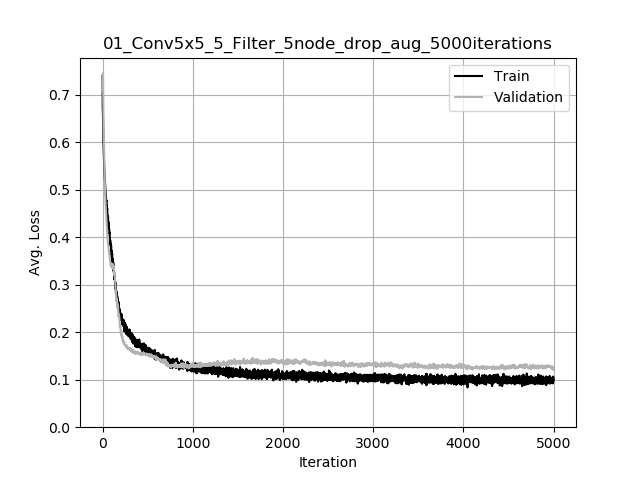 01_Conv5x5_5_Filter_5node_drop_aug_5000iterations
Train
Validation
0.7
0.6
0.5
0.4
0.3
0.2
0.1
0.0
Avg. Loss
0 1000 2000 3000 4000 5000
Iteration